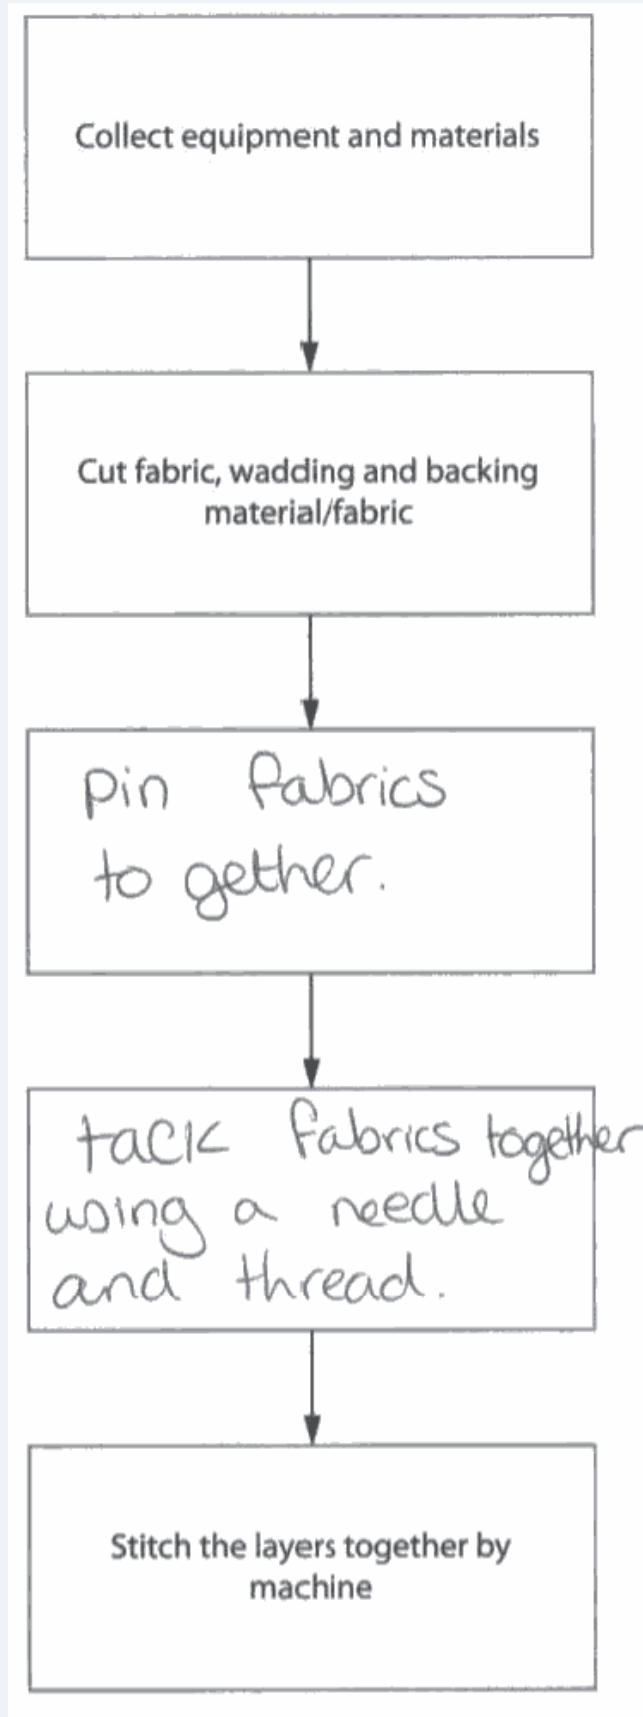 Collect equipment and materials
Cut fabric, wadding and backing
material/fabric
Pin fabrics
to gether.
tack fabrics together
using a needle
and thread.
Stitch the layers together by
machine